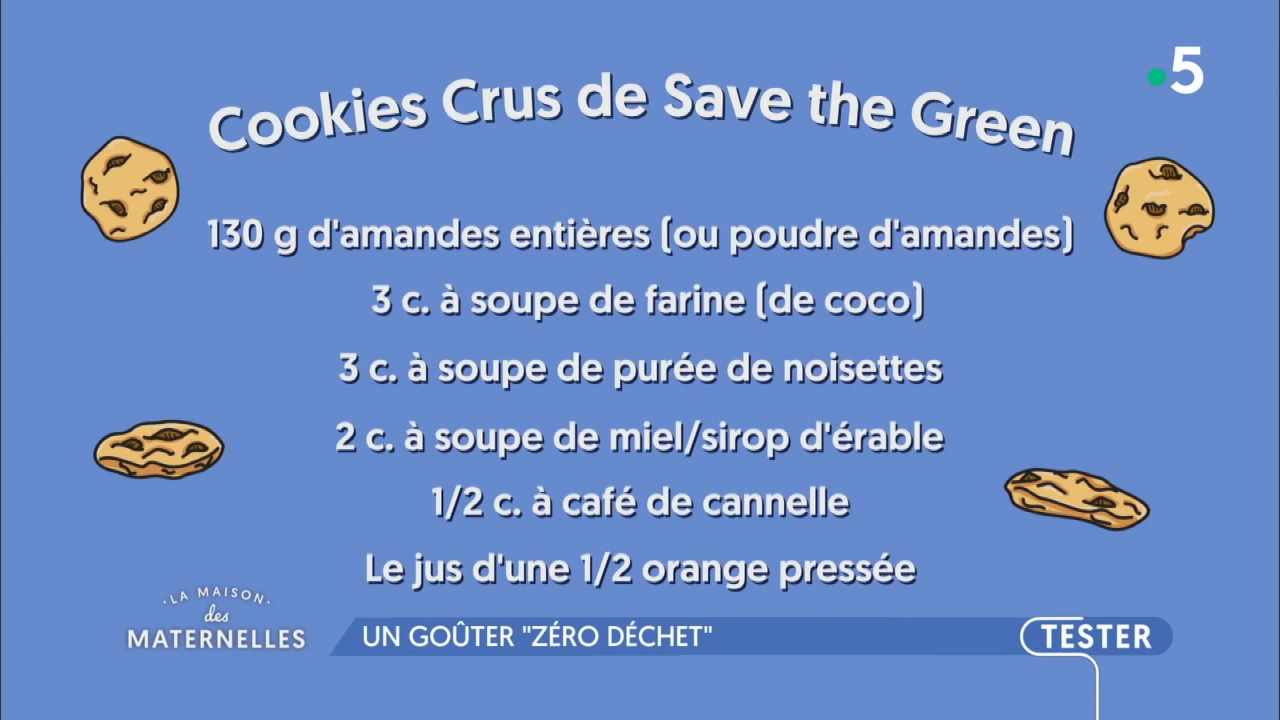 5
Cookies Crus de Save the Green
130 g d'amandes entières (ou poudre d'amandes)
3 c. à soupe de farine (de coco)
3 c. à soupe de purée de noisettes
2 c. à soupe de miel/sirop d'érable
1/2 c. à café de cannelle
Le jus d'une 1/2 orange pressée
·LA MAISON·
des
MATERNELLES
UN GOÛTER "ZÉRO DÉCHET"
TESTER